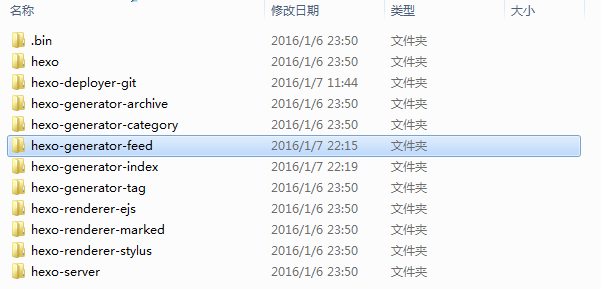 名称 修改日期 类型 大小
.bin 2016/1/6 23:50 文件夹
hexo 2016/1/6 23:50 文件夹
hexo-deployer-git 2016/1/7 11:44 文件夹
hexo-generator-archive 2016/1/6 23:50 文件夹
hexo-generator-category 2016/1/6 23:50 文件夹
hexo-generator-feed 2016/1/7 22:15 文件夹
hexo-generator-index 2016/1/7 22:19 文件夹
hexo-generator-tag 2016/1/6 23:50 文件夹
hexo-renderer-ejs 2016/1/6 23:50 文件夹
hexo-renderer-marked 2016/1/6 23:50 文件夹
hexo-renderer-stylus 2016/1/6 23:50 文件夹
hexo-server 2016/1/6 23:50 文件夹